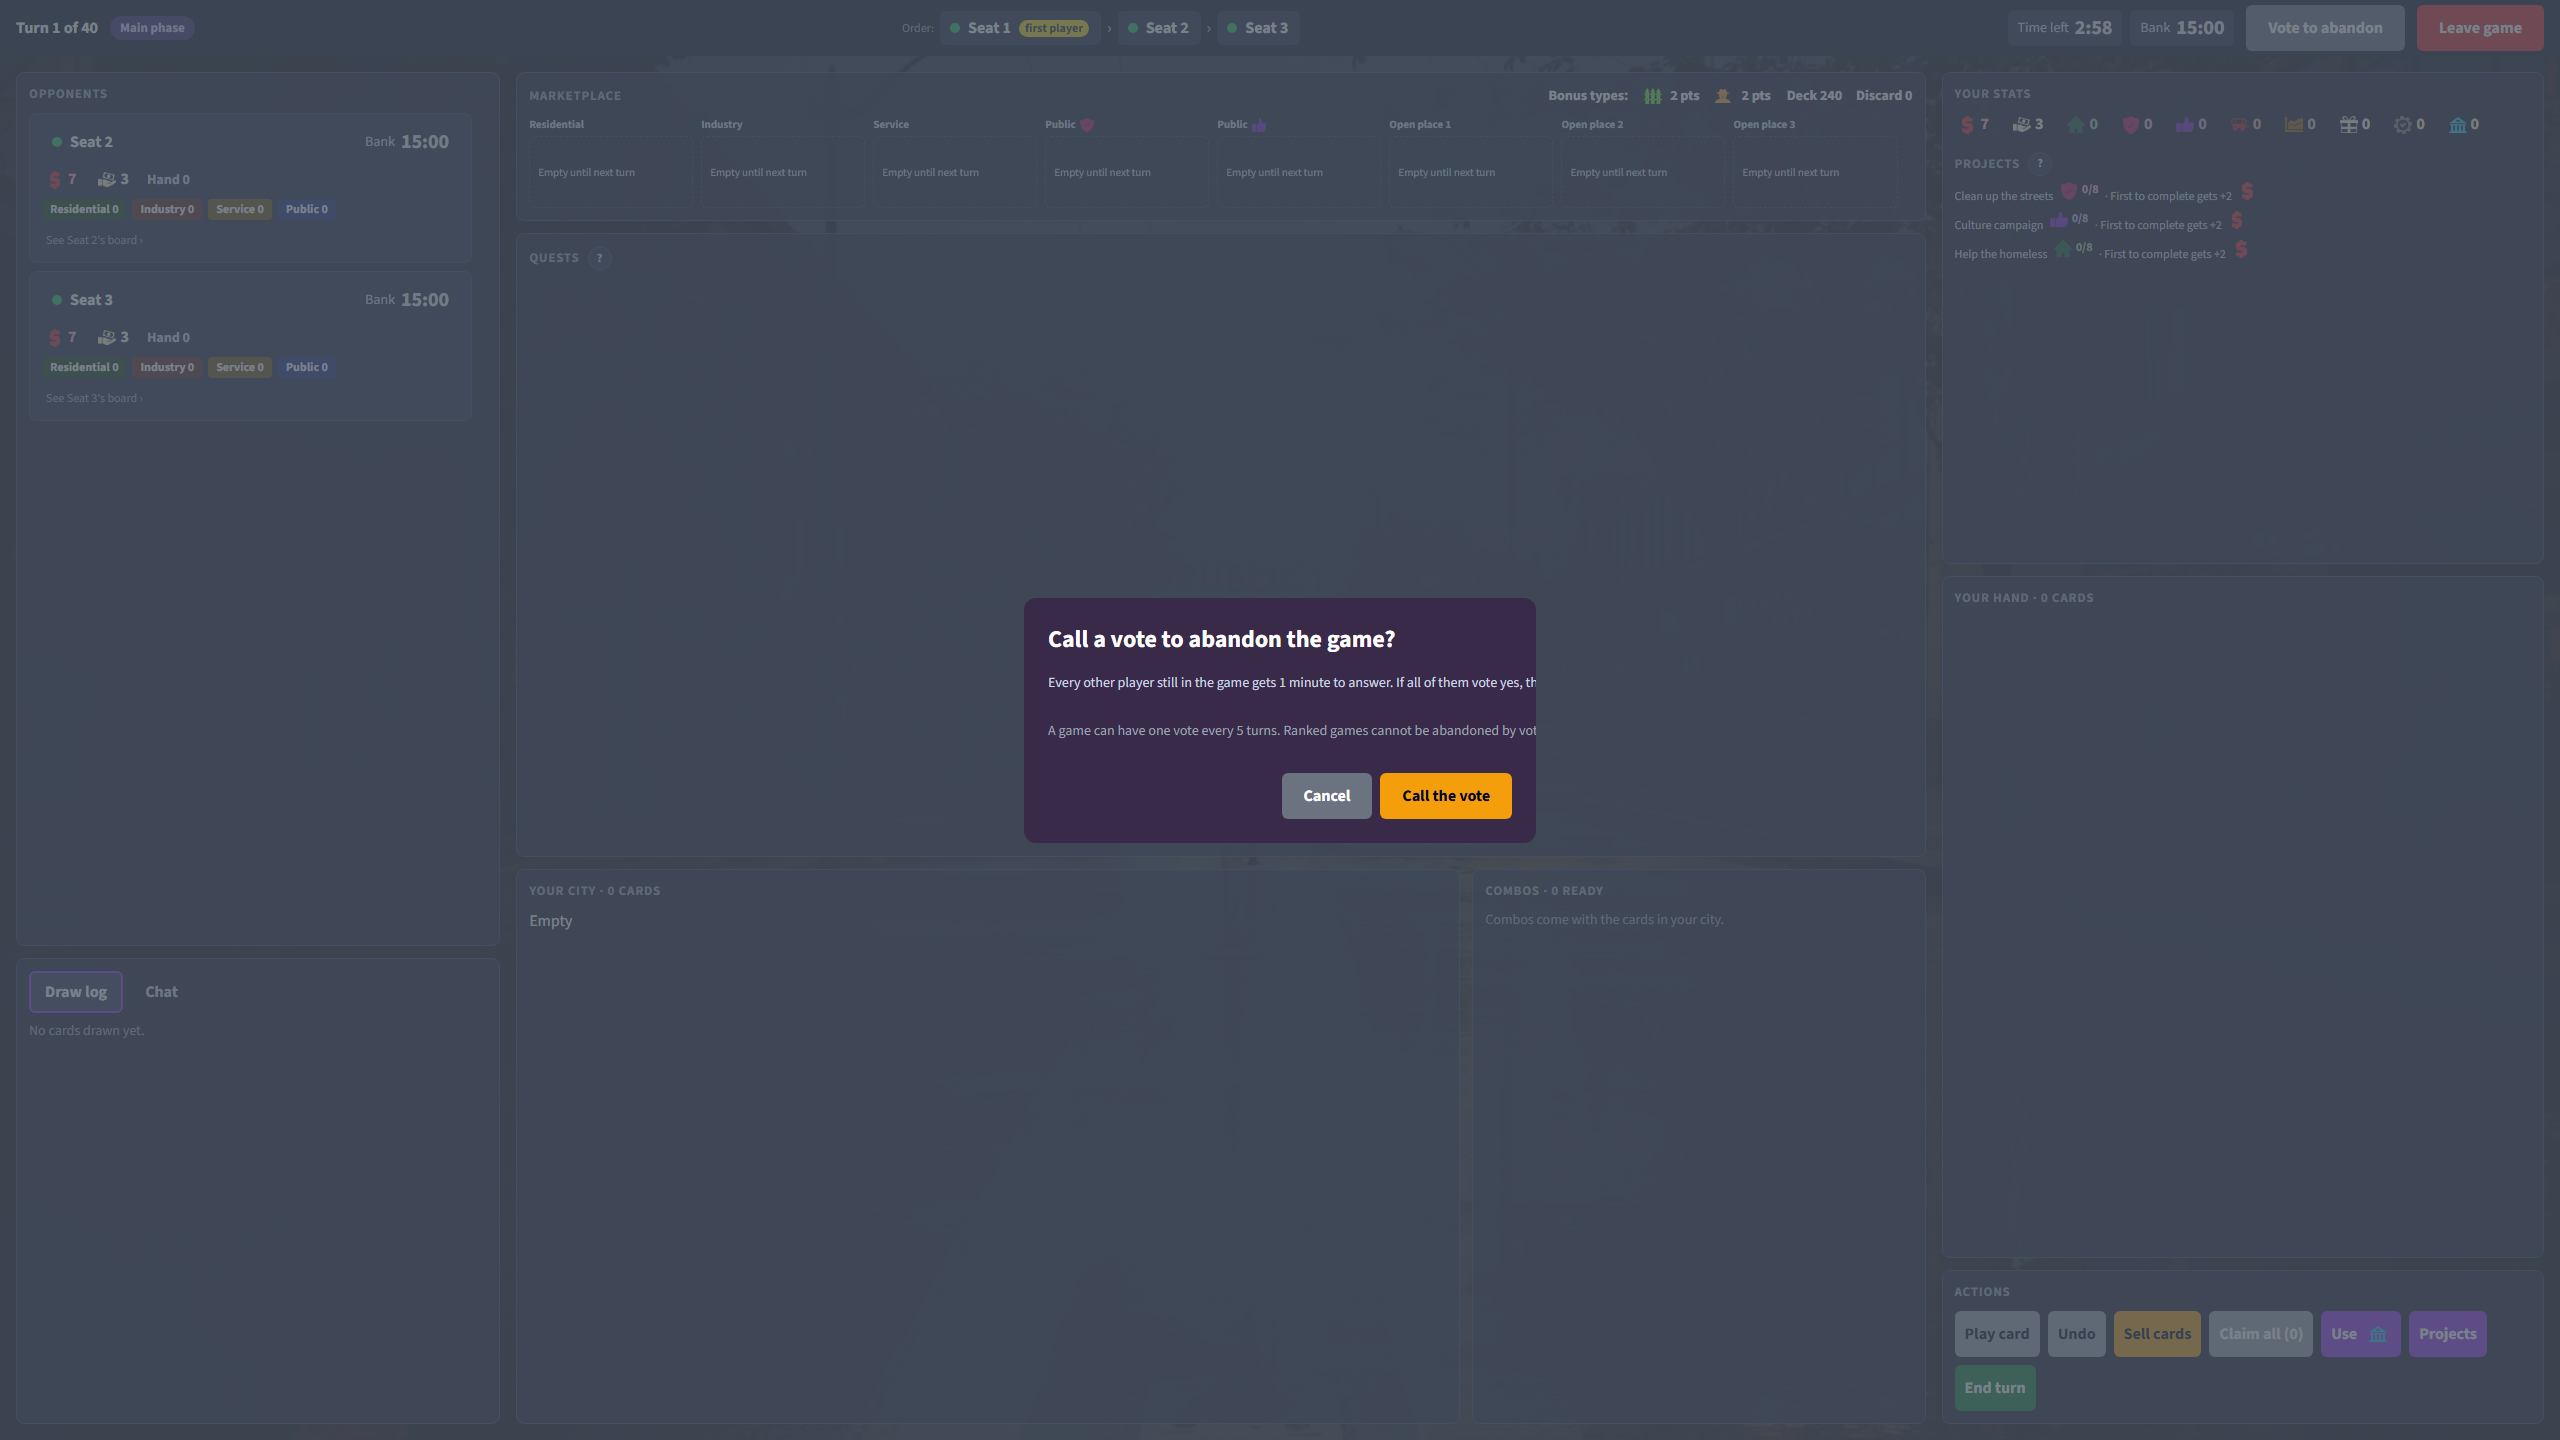 Turn 1 of 40 Main phase
Order: Seat 1 first player › Seat 2 › Seat 3
Time left 2:58 Bank 15:00 Vote to abandon Leave game
OPPONENTS
Seat 2 Bank 15:00
7 3 Hand 0
Residential 0 Industry 0 Service 0 Public 0
See Seat 2's board ›
Seat 3 Bank 15:00
7 3 Hand 0
Residential 0 Industry 0 Service 0 Public 0
See Seat 3's board ›
Draw log Chat
No cards drawn yet.
MARKETPLACE Bonus types: 2 pts 2 pts Deck 240 Discard 0
Residential Industry Service Public Public Open place 1 Open place 2 Open place 3
Empty until next turn Empty until next turn Empty until next turn Empty until next turn Empty until next turn Empty until next turn Empty until next turn Empty until next turn
QUESTS ?
Call a vote to abandon the game?
Every other player still in the game gets 1 minute to answer. If all of them vote yes, th
A game can have one vote every 5 turns. Ranked games cannot be abandoned by vot
Cancel Call the vote
YOUR CITY · 0 CARDS
Empty
COMBOS · 0 READY
Combos come with the cards in your city.
YOUR STATS
7 3 0 0 0 0 0 0 0 0
PROJECTS ?
Clean up the streets 0/8 · First to complete gets +2
Culture campaign 0/8 · First to complete gets +2
Help the homeless 0/8 · First to complete gets +2
YOUR HAND · 0 CARDS
ACTIONS
Play card Undo Sell cards Claim all (0) Use Projects
End turn